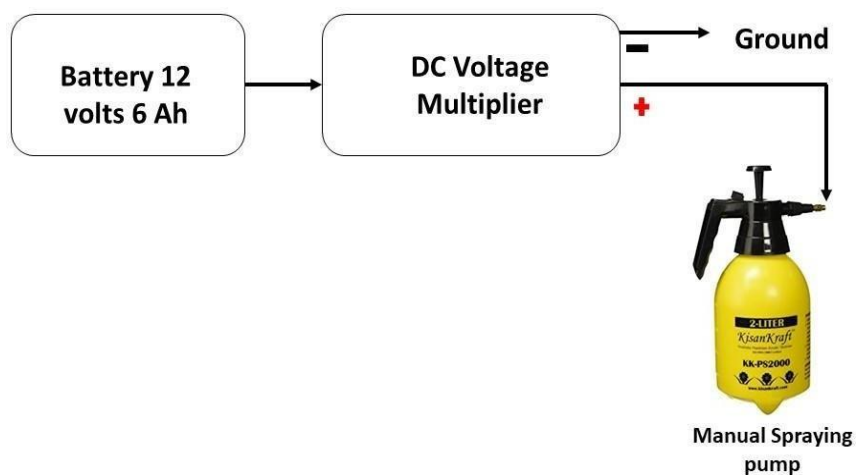 Battery 12
volts 6 Ah
DC Voltage
Multiplier
Ground
2-LITER
KisanKraft
KK-PS2000
Manual Spraying
pump